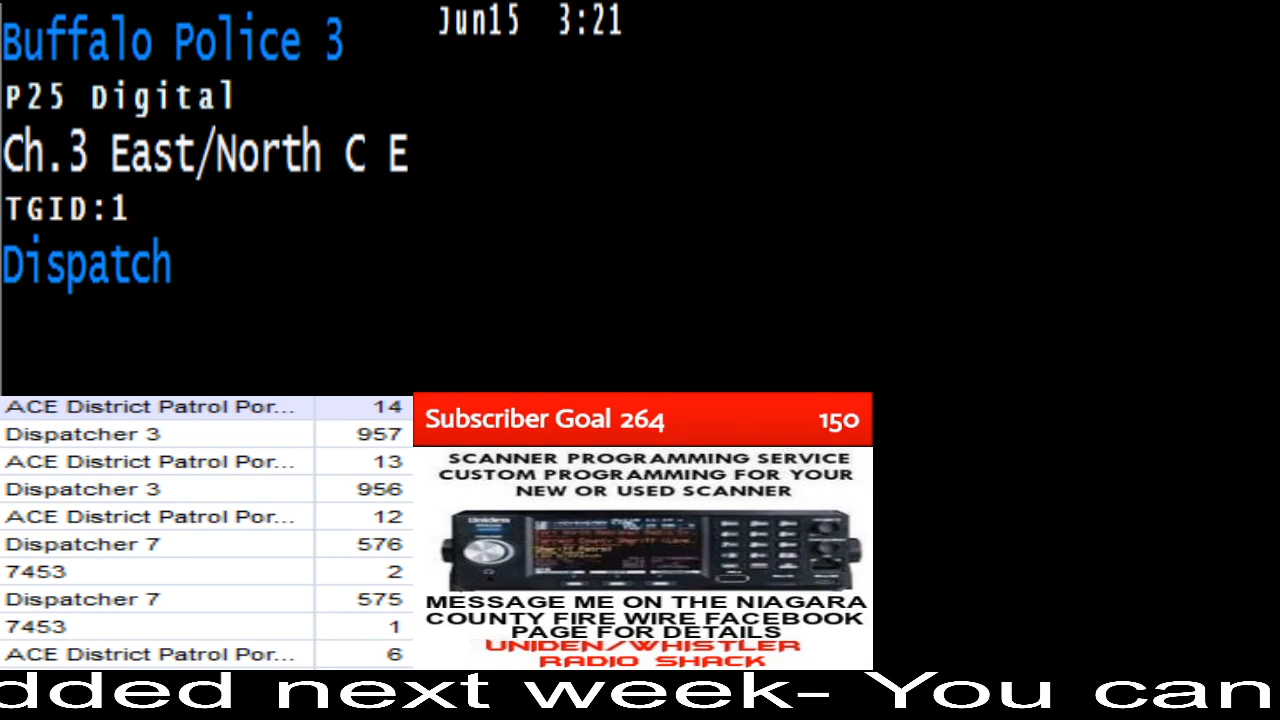 Buffalo Police 3
Jun15 3:21
P25 Digital
Ch.3 East/North C E
TGID:1
Dispatch
ACE District Patrol Por... 14
Dispatcher 3 957
ACE District Patrol Por... 13
Dispatcher 3 956
ACE District Patrol Por... 12
Dispatcher 7 576
7453 2
Dispatcher 7 575
7453 1
ACE District Patrol Por... 6
Subscriber Goal 264 150
SCANNER PROGRAMMING SERVICE
CUSTOM PROGRAMMING FOR YOUR
NEW OR USED SCANNER
Uniden
MESSAGE ME ON THE NIAGARA
COUNTY FIRE WIRE FACEBOOK
PAGE FOR DETAILS
UNIDEN/WHISTLER
RADIO SHACK
dded next week- You can